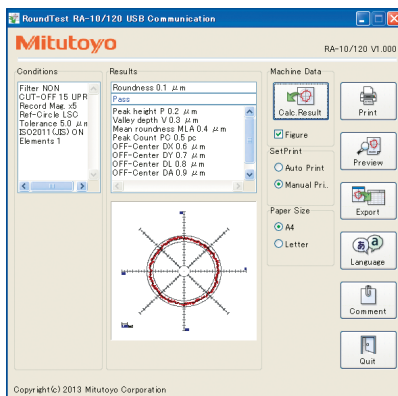 RoundTest RA-10/120 USB Communication
Mitutoyo
RA-10/120 V1.000
Conditions
Filter NON
CUT-OFF 15 UPR
Record Mag. x5
Ref-Circle LSC
Tolerance 5.0 μm
ISO2011(JIS) ON
Elements 1
Results
Roundness 0.1 μm
Pass
Peak height P 0.2 μm
Valley depth V 0.3 μm
Mean roundness MLA 0.4 μm
Peak Count PC 0.5 pc
OFF-Center DX 0.6 μm
OFF-Center DY 0.7 μm
OFF-Center DL 0.8 μm
OFF-Center DA 0.9 μm
Machine Data
Calc.Result
Figure
SetPrint
Auto Print
Manual Pri..
Paper Size
A4
Letter
Print
Preview
Export
あ a
Language
Comment
Quit
Copyright(c) 2013 Mitutoyo Corporation